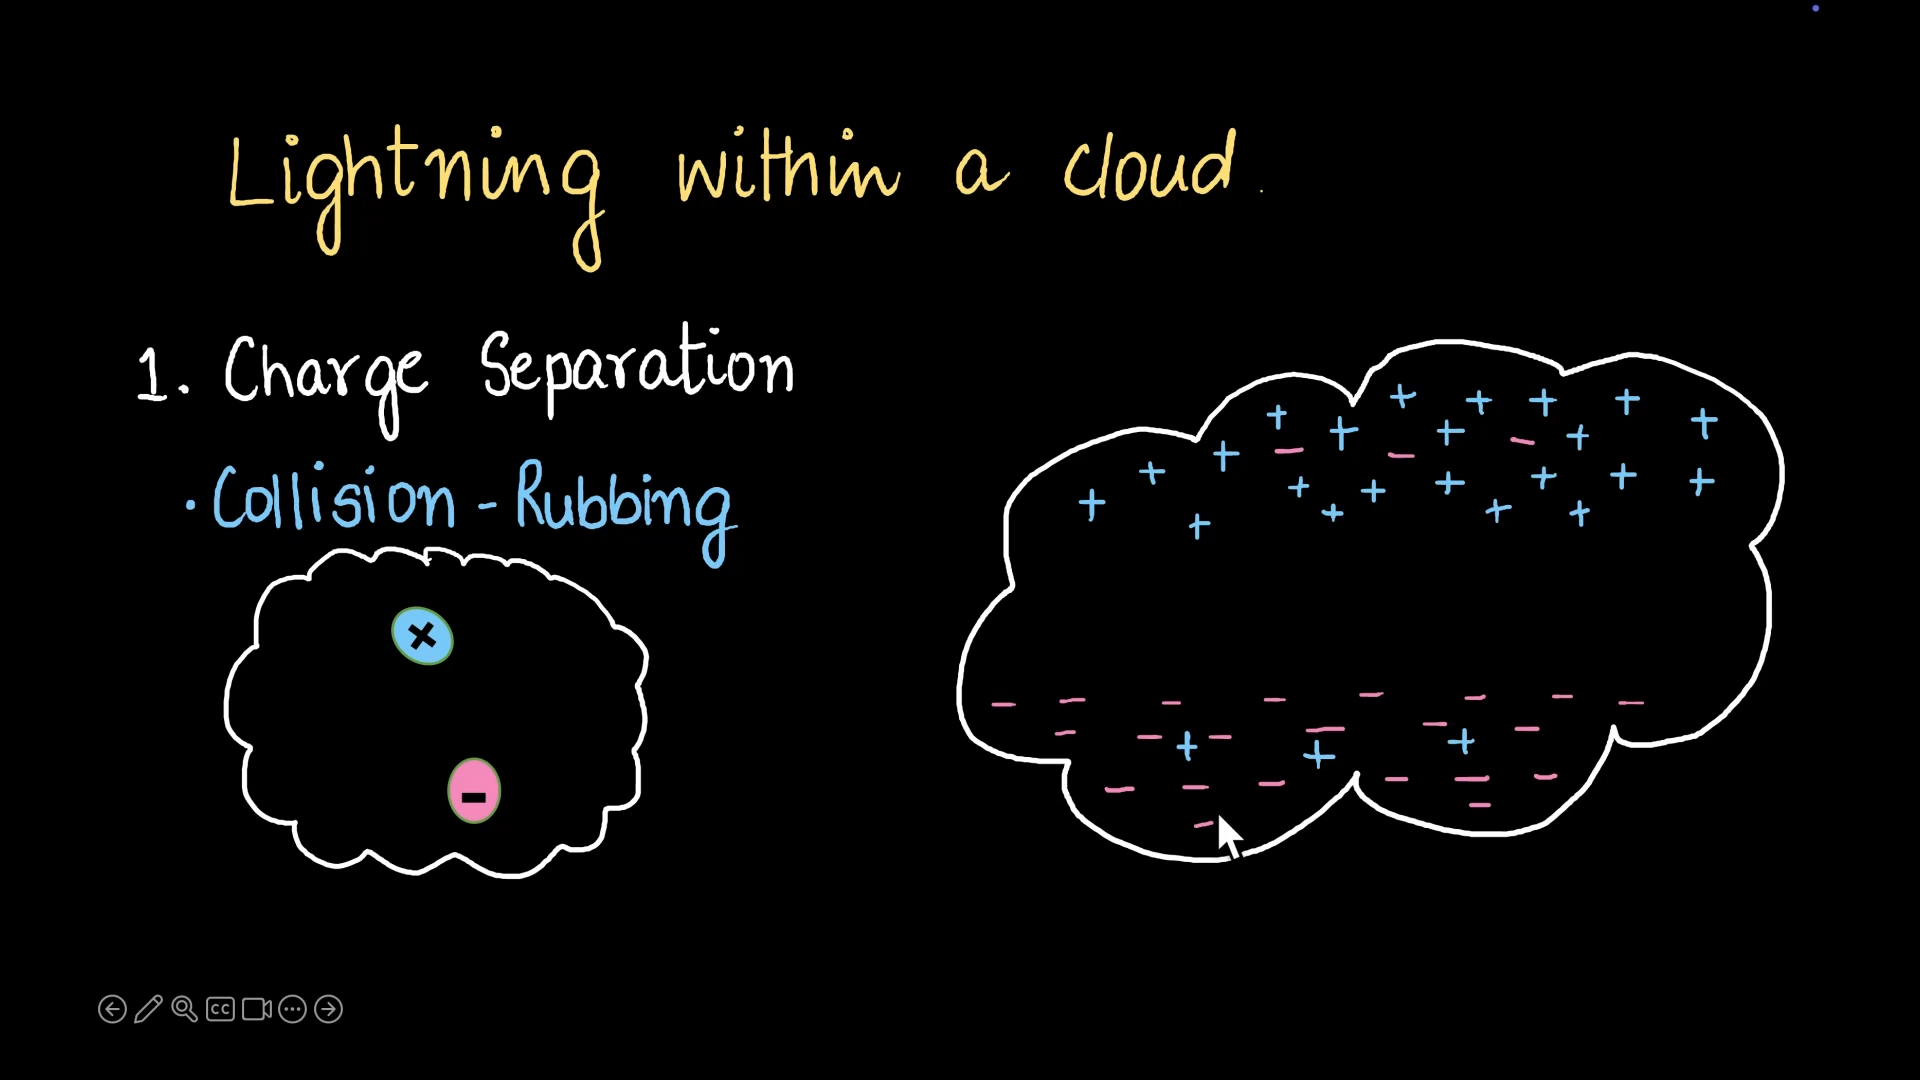 Lightning within a cloud.
1. Charge Separation
· Collision - Rubbing